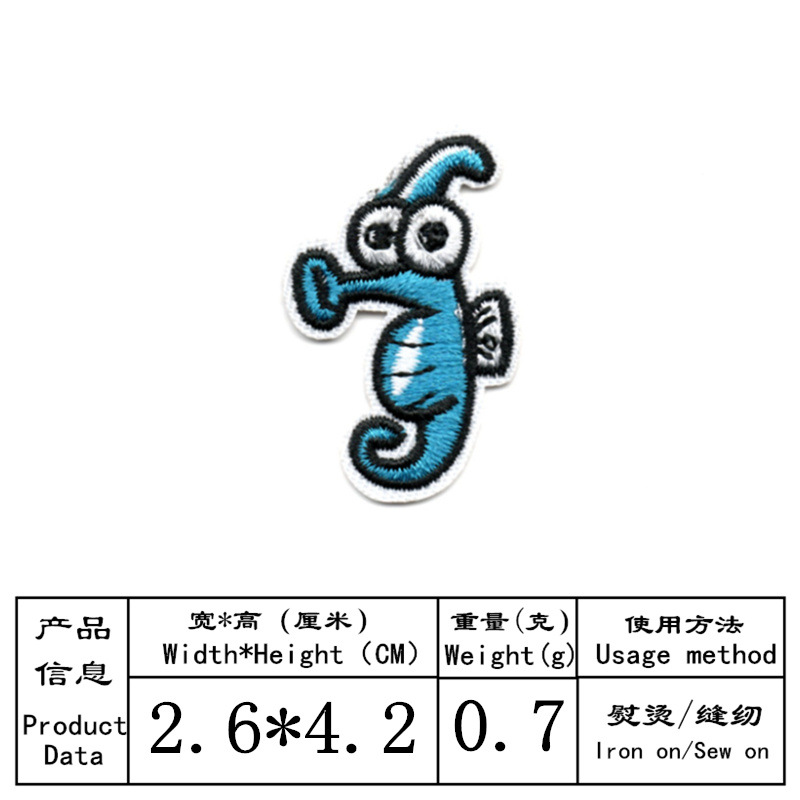 产品
信息
Product
Data
宽*高 (厘米)
Width*Height (CM)
2.6*4.2
重量(克)
Weight(g)
0.7
使用方法
Usage method
熨烫/缝纫
Iron on/Sew on